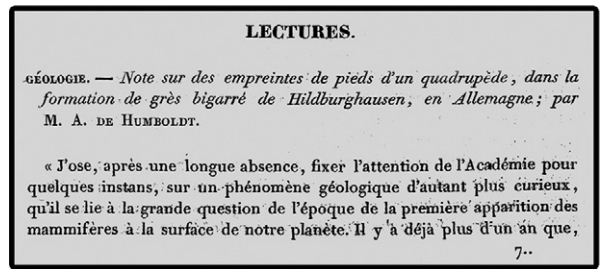 LECTURES.
GÉOLOGIE. — Note sur des empreintes de pieds d'un quadrupède, dans la
formation de grès bigarré de Hildburghausen, en Allemagne; par
M. A. DE HUMBOLDT.
« J'ose, après une longue absence, fixer l'attention de l'Académie pour
quelques instans, sur un phénomène géologique d'autant plus curieux,
qu'il se lie à la grande question de l'époque de la première apparition des
mammifères à la surface de notre planète. Il y a déjà plus d'un an que,
7..